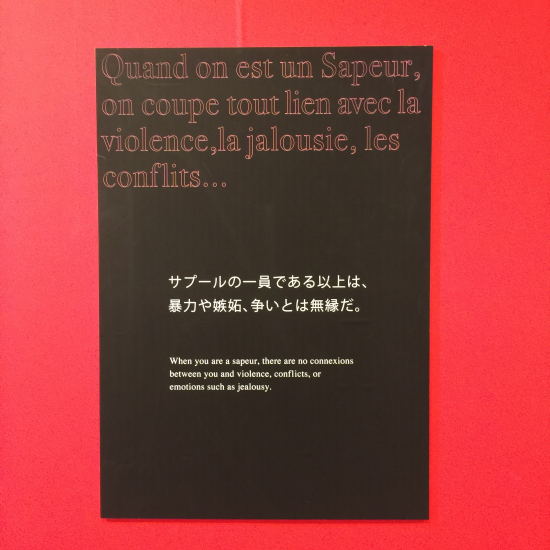 Quand on est un Sapeur,
on coupe tout lien avec la
violence,la jalousie, les
conflits...
サプールの一員である以上は、
暴力や嫉妬、争いとは無縁だ。
When you are a sapeur, there are no connexions
between you and violence, conflicts, or
emotions such as jealousy.